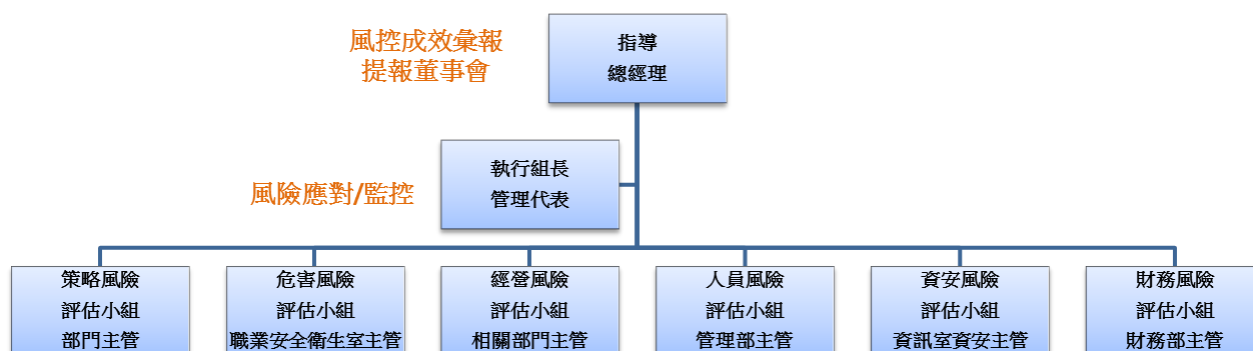 風控成效彙報
提報董事會
指導
總經理
執行組長
管理代表
風險應對/監控
策略風險
評估小組
部門主管
危害風險
評估小組
職業安全衛生室主管
經營風險
評估小組
相關部門主管
人員風險
評估小組
管理部主管
資安風險
評估小組
資訊室資安主管
財務風險
評估小組
財務部主管